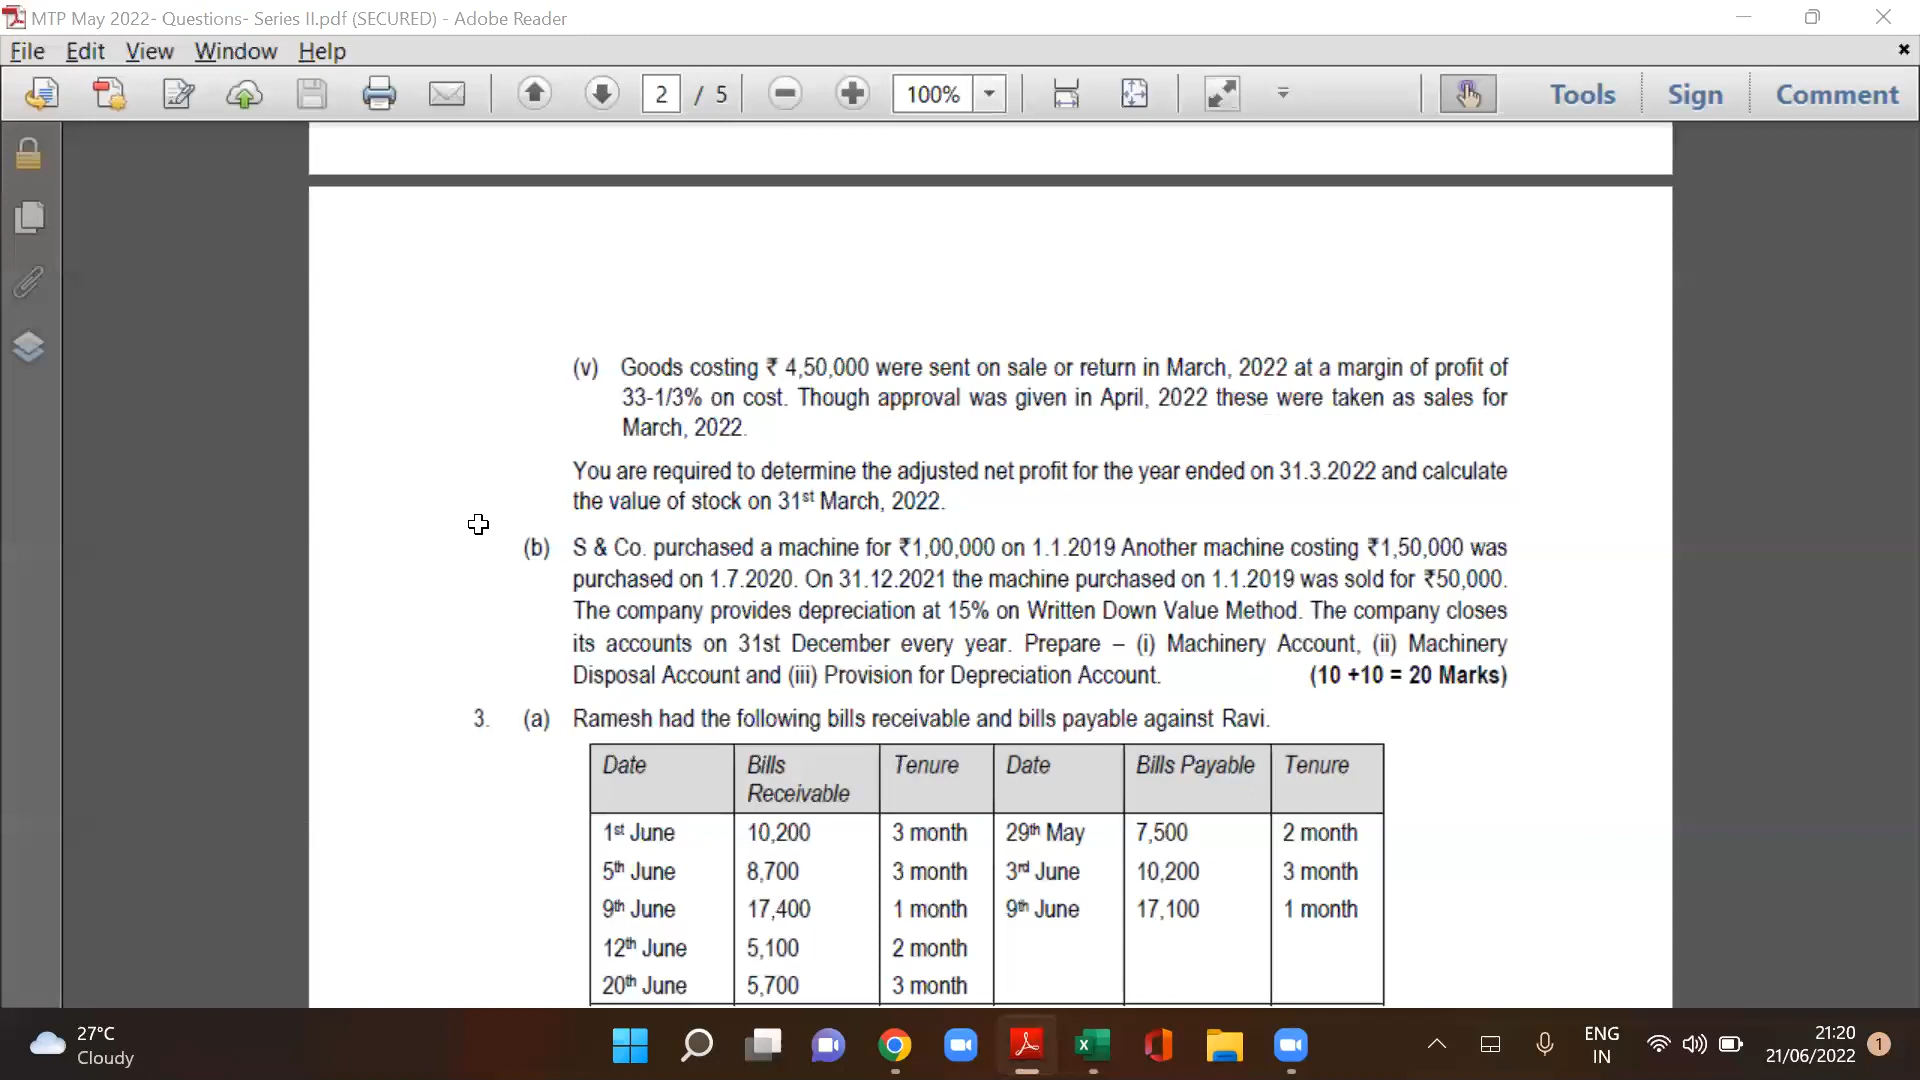 MTP May 2022- Questions- Series II.pdf (SECURED) - Adobe Reader
File Edit View Window Help
2 / 5 100% Tools Sign Comment
(v) Goods costing ₹ 4,50,000 were sent on sale or return in March, 2022 at a margin of profit of
33-1/3% on cost. Though approval was given in April, 2022 these were taken as sales for
March, 2022.
You are required to determine the adjusted net profit for the year ended on 31.3.2022 and calculate
the value of stock on 31st March, 2022.
(b) S & Co. purchased a machine for ₹1,00,000 on 1.1.2019 Another machine costing ₹1,50,000 was
purchased on 1.7.2020. On 31.12.2021 the machine purchased on 1.1.2019 was sold for ₹50,000.
The company provides depreciation at 15% on Written Down Value Method. The company closes
its accounts on 31st December every year. Prepare – (i) Machinery Account, (ii) Machinery
Disposal Account and (iii) Provision for Depreciation Account. (10 +10 = 20 Marks)
3. (a) Ramesh had the following bills receivable and bills payable against Ravi.
Date Bills Receivable Tenure Date Bills Payable Tenure
1st June 10,200 3 month 29th May 7,500 2 month
5th June 8,700 3 month 3rd June 10,200 3 month
9th June 17,400 1 month 9th June 17,100 1 month
12th June 5,100 2 month
20th June 5,700 3 month
27°C
Cloudy
ENG
IN
21:20
21/06/2022
1